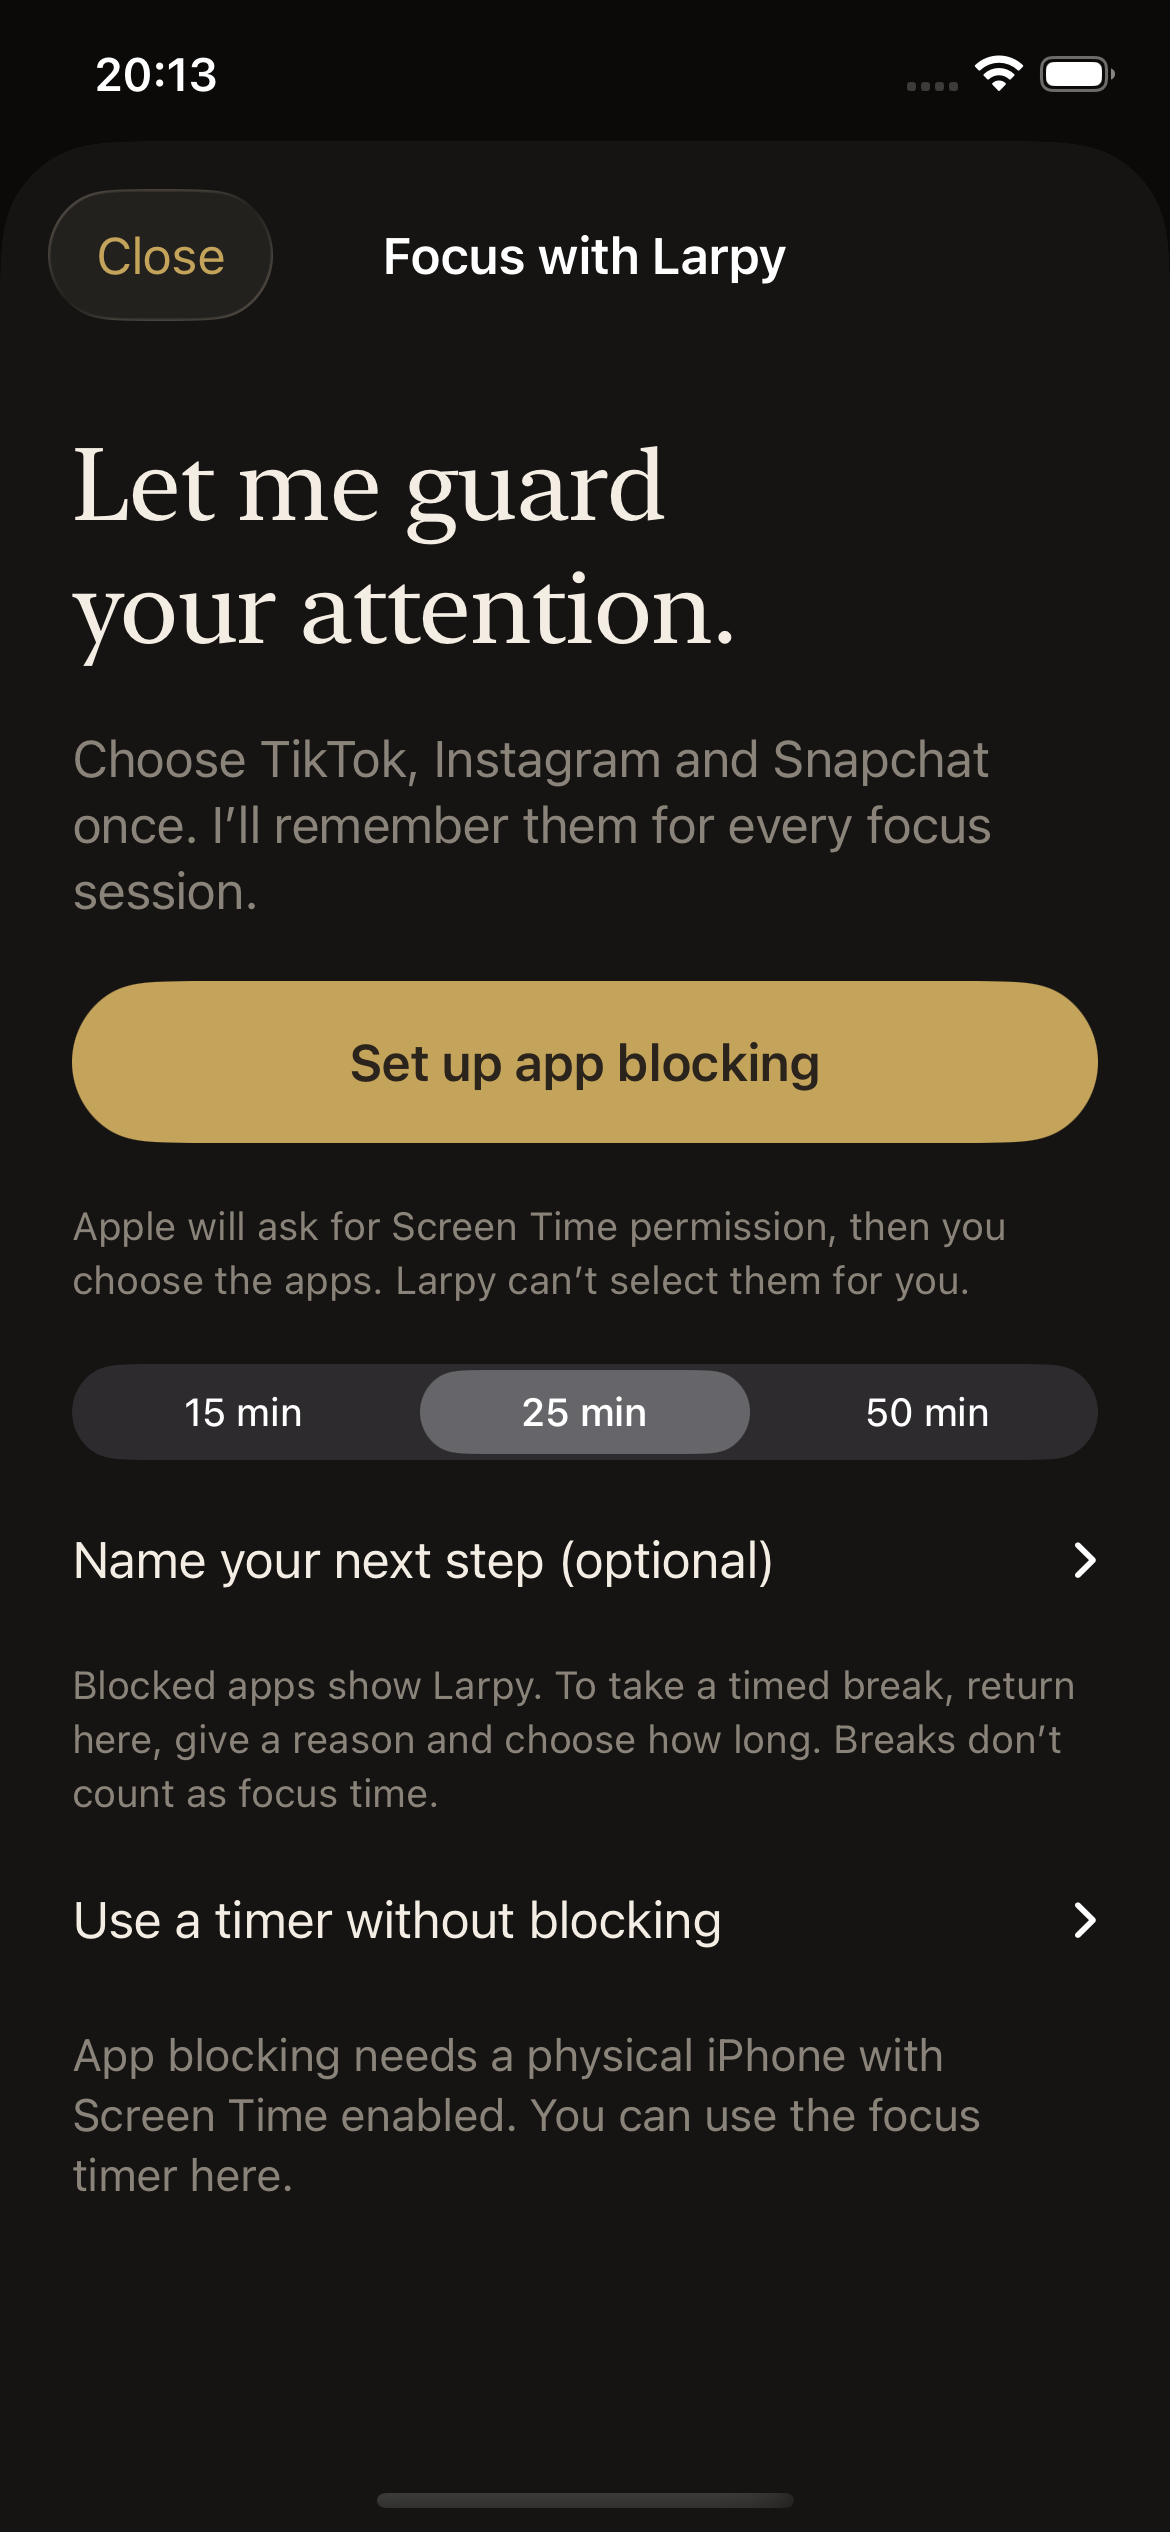 20:13
Close
Focus with Larpy
Let me guard
your attention.
Choose TikTok, Instagram and Snapchat
once. I’ll remember them for every focus
session.
Set up app blocking
Apple will ask for Screen Time permission, then you
choose the apps. Larpy can’t select them for you.
15 min
25 min
50 min
Name your next step (optional)
Blocked apps show Larpy. To take a timed break, return
here, give a reason and choose how long. Breaks don’t
count as focus time.
Use a timer without blocking
App blocking needs a physical iPhone with
Screen Time enabled. You can use the focus
timer here.